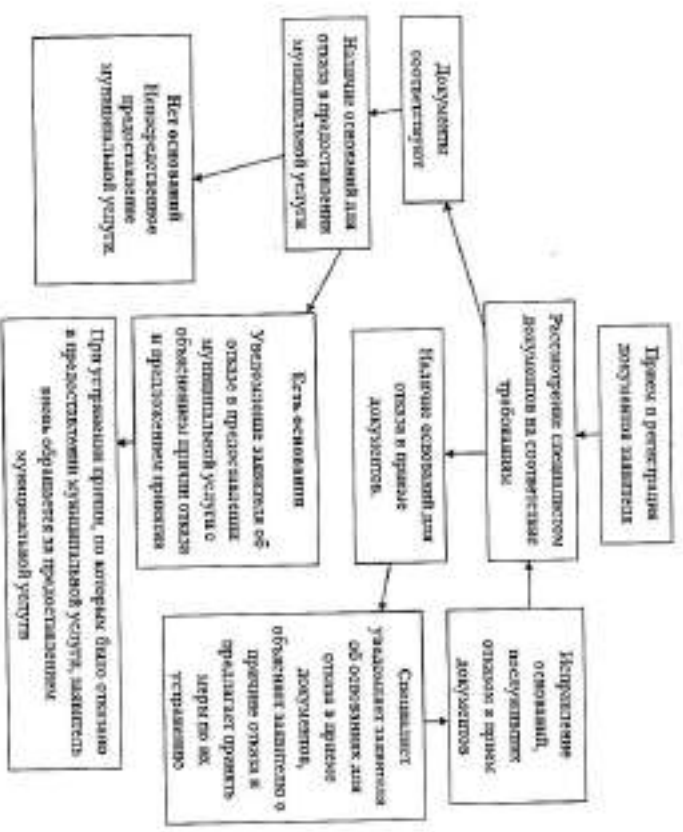 Прием и регистрация
документов заявителя
Рассмотрение специалистом
документов на соответствие
требованиям
Исправление
оснований,
послуживших
отказом в прием
документов
Документы
соответствуют
Наличие оснований для
отказа в приеме
документов.
Специалист
уведомляет заявителя
об основаниях для
отказа в приеме
документов,
объясняет заявителю о
причине отказа и
предлагает принять
меры по их
устранению
Наличие оснований для
отказа в предоставлении
муниципальной услуги.
Есть основания
Уведомление заявителя об
отказе в предоставлении
муниципальной услуги с
объяснением причин отказа
и предложением принятия
Нет оснований
Непосредственное
предоставление
муниципальной услуги.
При устранении причин, по которым было отказано
в предоставлении муниципальной услуги, заявитель
вновь обращается за предоставлением
муниципальной услуги